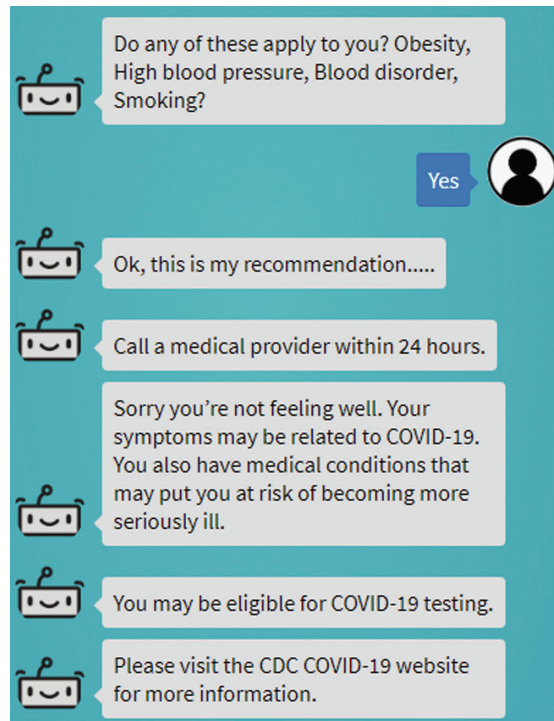 Do any of these apply to you? Obesity,
High blood pressure, Blood disorder,
Smoking?
Yes
Ok, this is my recommendation.....
Call a medical provider within 24 hours.
Sorry you’re not feeling well. Your
symptoms may be related to COVID-19.
You also have medical conditions that
may put you at risk of becoming more
seriously ill.
You may be eligible for COVID-19 testing.
Please visit the CDC COVID-19 website
for more information.